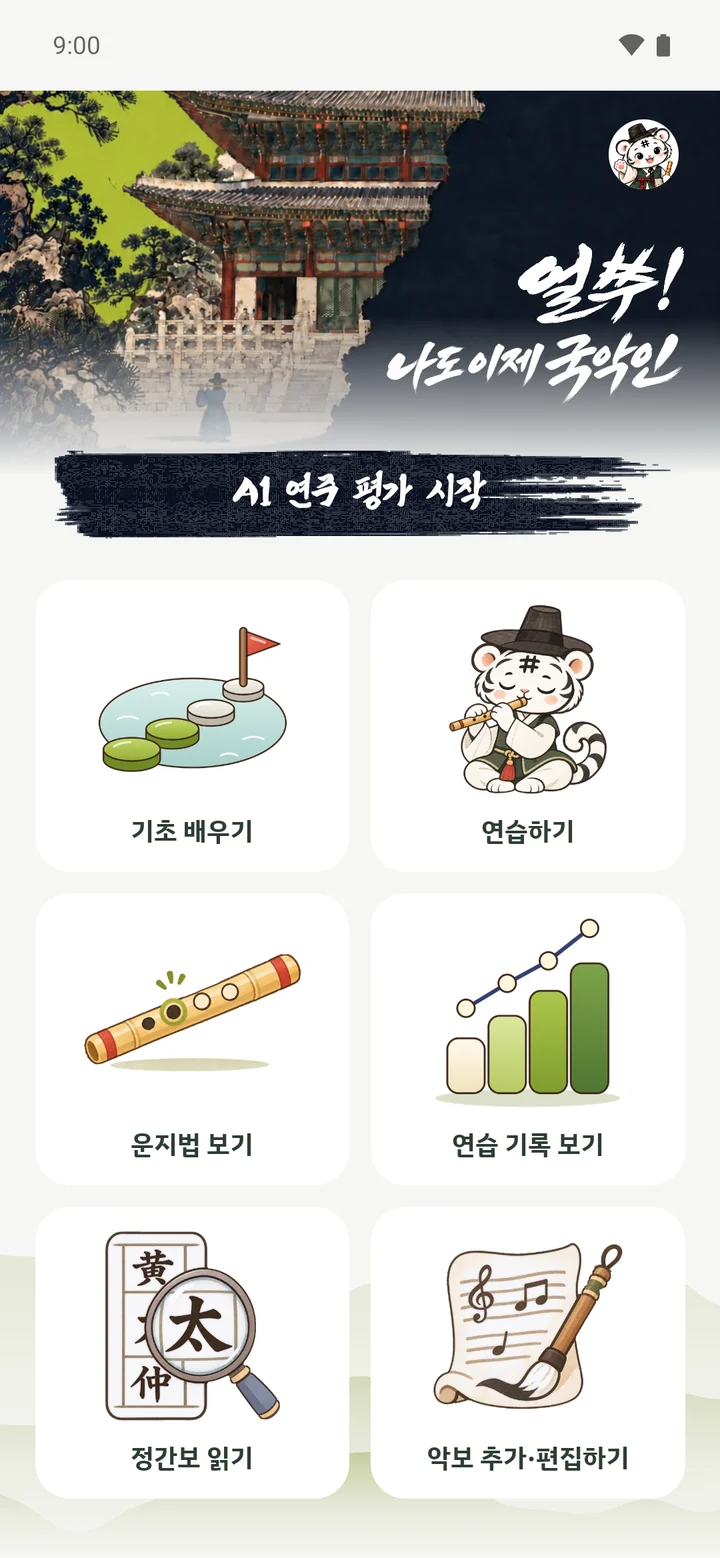 9:00
얼쑤!
나도 이제 국악인
AI 연주 평가 시작
기초 배우기
연습하기
운지법 보기
연습 기록 보기
黄
太
仲
정간보 읽기
악보 추가·편집하기